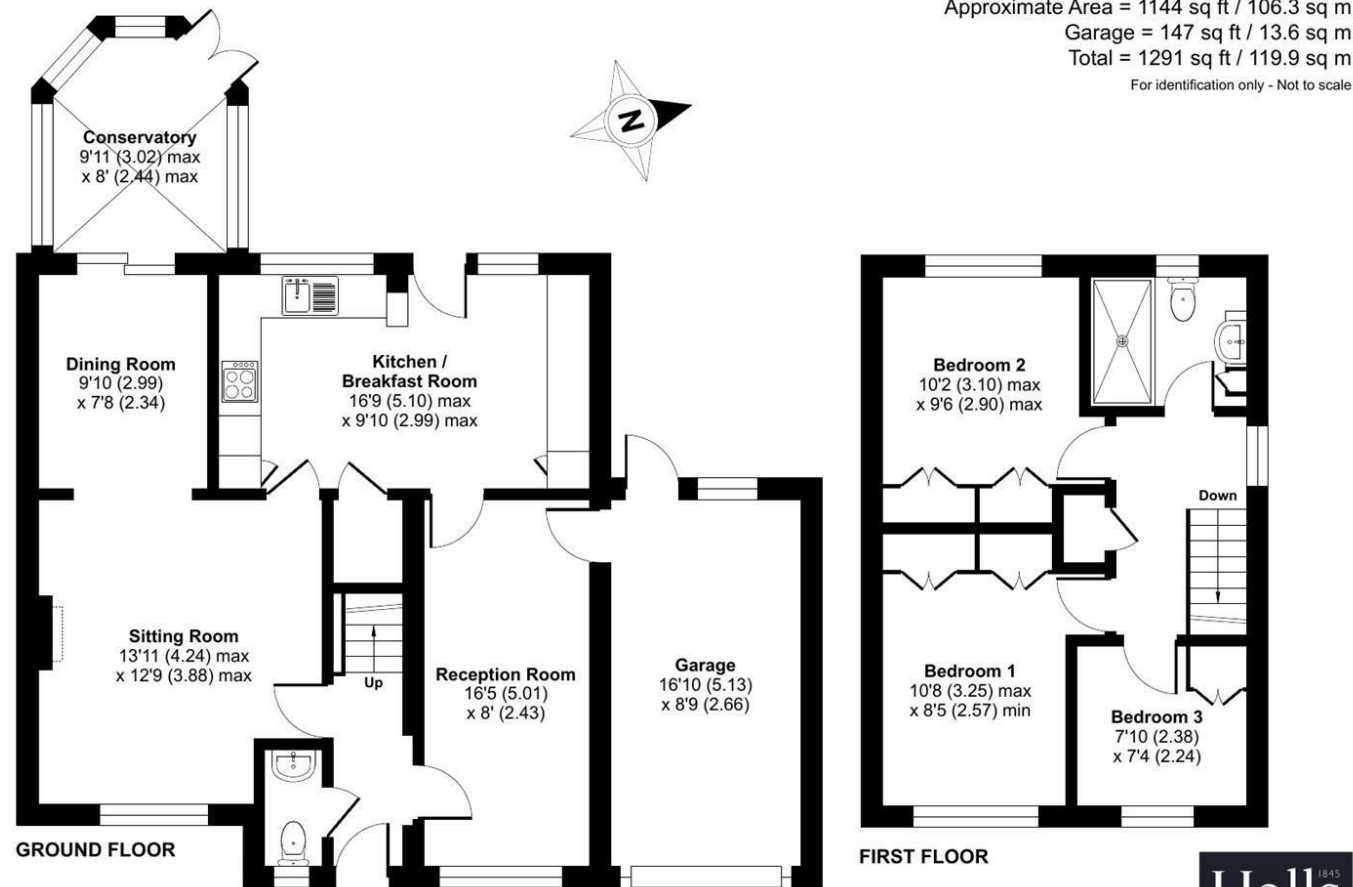 Approximate Area = 1144 sq ft / 106.3 sq m
Garage = 147 sq ft / 13.6 sq m
Total = 1291 sq ft / 119.9 sq m
For identification only - Not to scale
N
Conservatory
9'11 (3.02) max
x 8' (2.44) max
Dining Room
9'10 (2.99)
x 7'8 (2.34)
Kitchen /
Breakfast Room
16'9 (5.10) max
x 9'10 (2.99) max
Sitting Room
13'11 (4.24) max
x 12'9 (3.88) max
Up
Reception Room
16'5 (5.01)
x 8' (2.43)
Garage
16'10 (5.13)
x 8'9 (2.66)
GROUND FLOOR
Bedroom 2
10'2 (3.10) max
x 9'6 (2.90) max
Down
Bedroom 1
10'8 (3.25) max
x 8'5 (2.57) min
Bedroom 3
7'10 (2.38)
x 7'4 (2.24)
FIRST FLOOR
1845
Halls